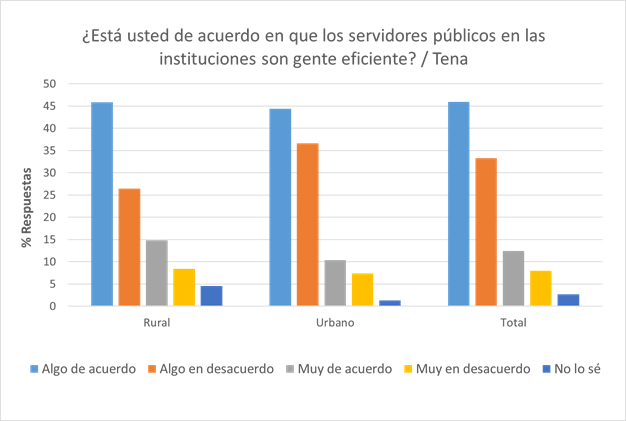 ¿Está usted de acuerdo en que los servidores públicos en las
instituciones son gente eficiente? / Tena
% Respuestas
50
45
40
35
30
25
20
15
10
5
0
Rural Urbano Total
Algo de acuerdo Algo en desacuerdo Muy de acuerdo Muy en desacuerdo No lo sé